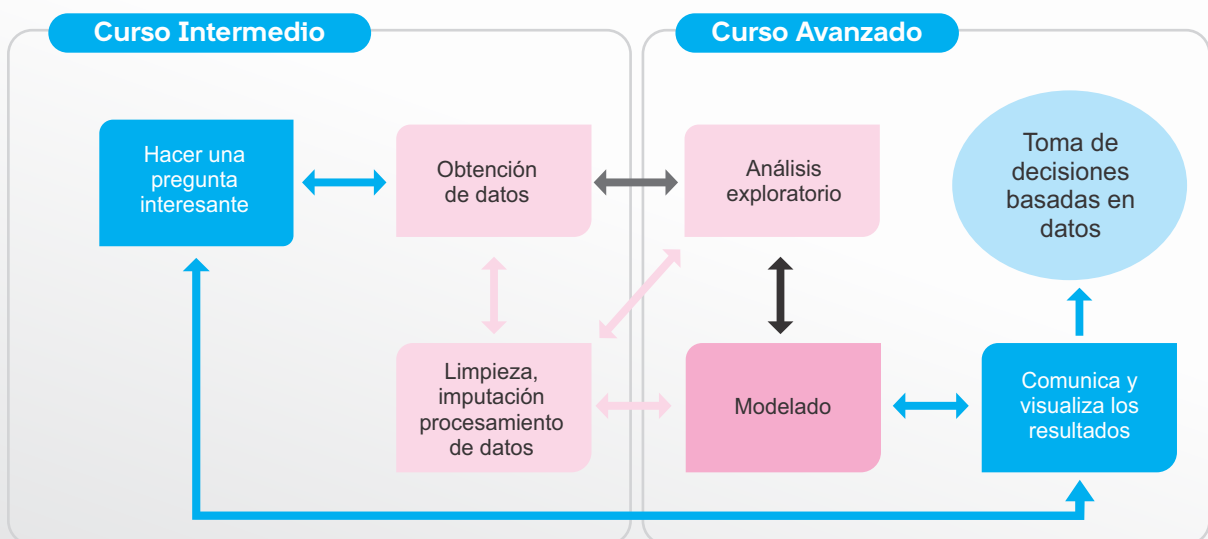 Curso Intermedio
Hacer una
pregunta
interesante
Obtención
de datos
Limpieza,
imputación
procesamiento
de datos
Curso Avanzado
Análisis
exploratorio
Modelado
Toma de
decisiones
basadas en
datos
Comunica y
visualiza los
resultados